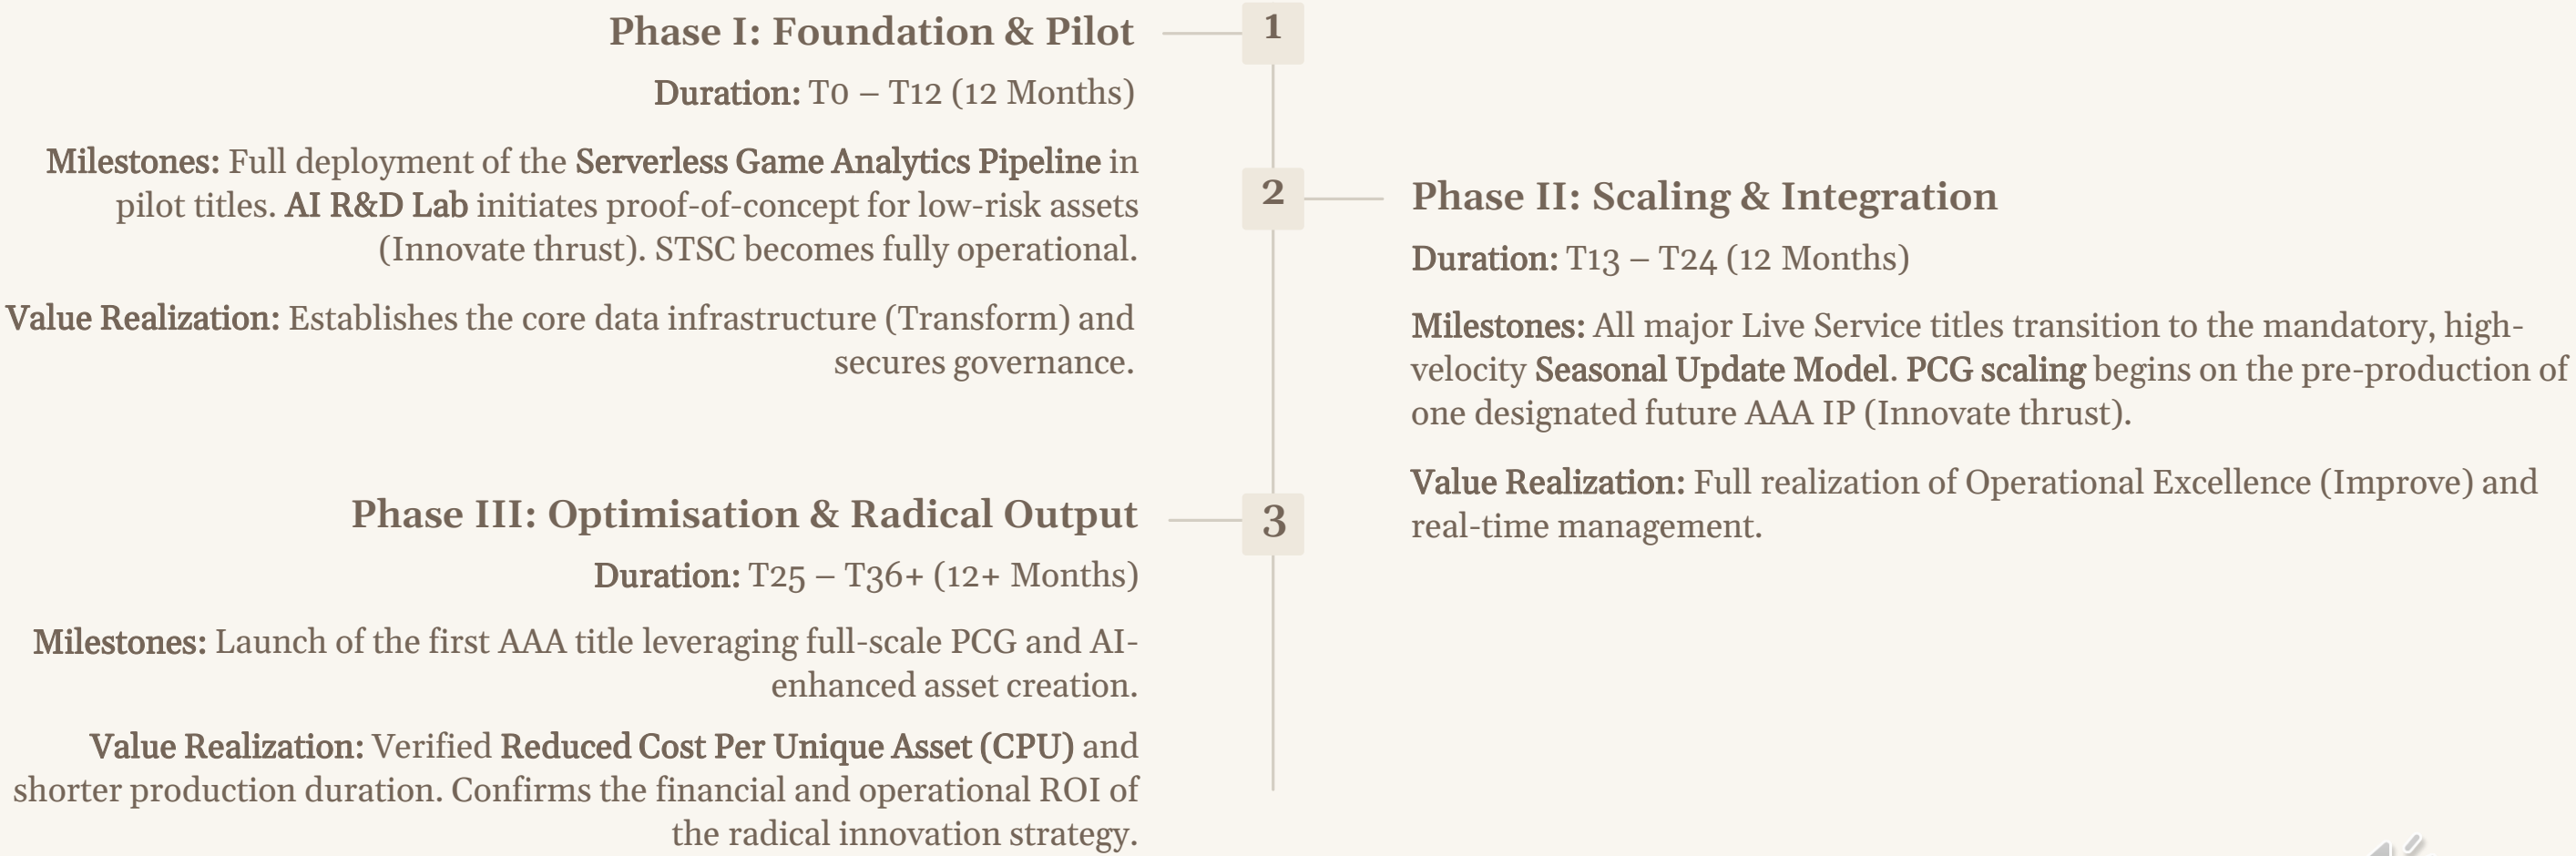 Phase I: Foundation & Pilot
1
Duration: T0 – T12 (12 Months)
Milestones: Full deployment of the Serverless Game Analytics Pipeline in
pilot titles. AI R&D Lab initiates proof-of-concept for low-risk assets
(Innovate thrust). STSC becomes fully operational.
Value Realization: Establishes the core data infrastructure (Transform) and
secures governance.
2
Phase II: Scaling & Integration
Duration: T13 – T24 (12 Months)
Milestones: All major Live Service titles transition to the mandatory, high-
velocity Seasonal Update Model. PCG scaling begins on the pre-production of
one designated future AAA IP (Innovate thrust).
Value Realization: Full realization of Operational Excellence (Improve) and
real-time management.
Phase III: Optimisation & Radical Output
3
Duration: T25 – T36+ (12+ Months)
Milestones: Launch of the first AAA title leveraging full-scale PCG and AI-
enhanced asset creation.
Value Realization: Verified Reduced Cost Per Unique Asset (CPU) and
shorter production duration. Confirms the financial and operational ROI of
the radical innovation strategy.